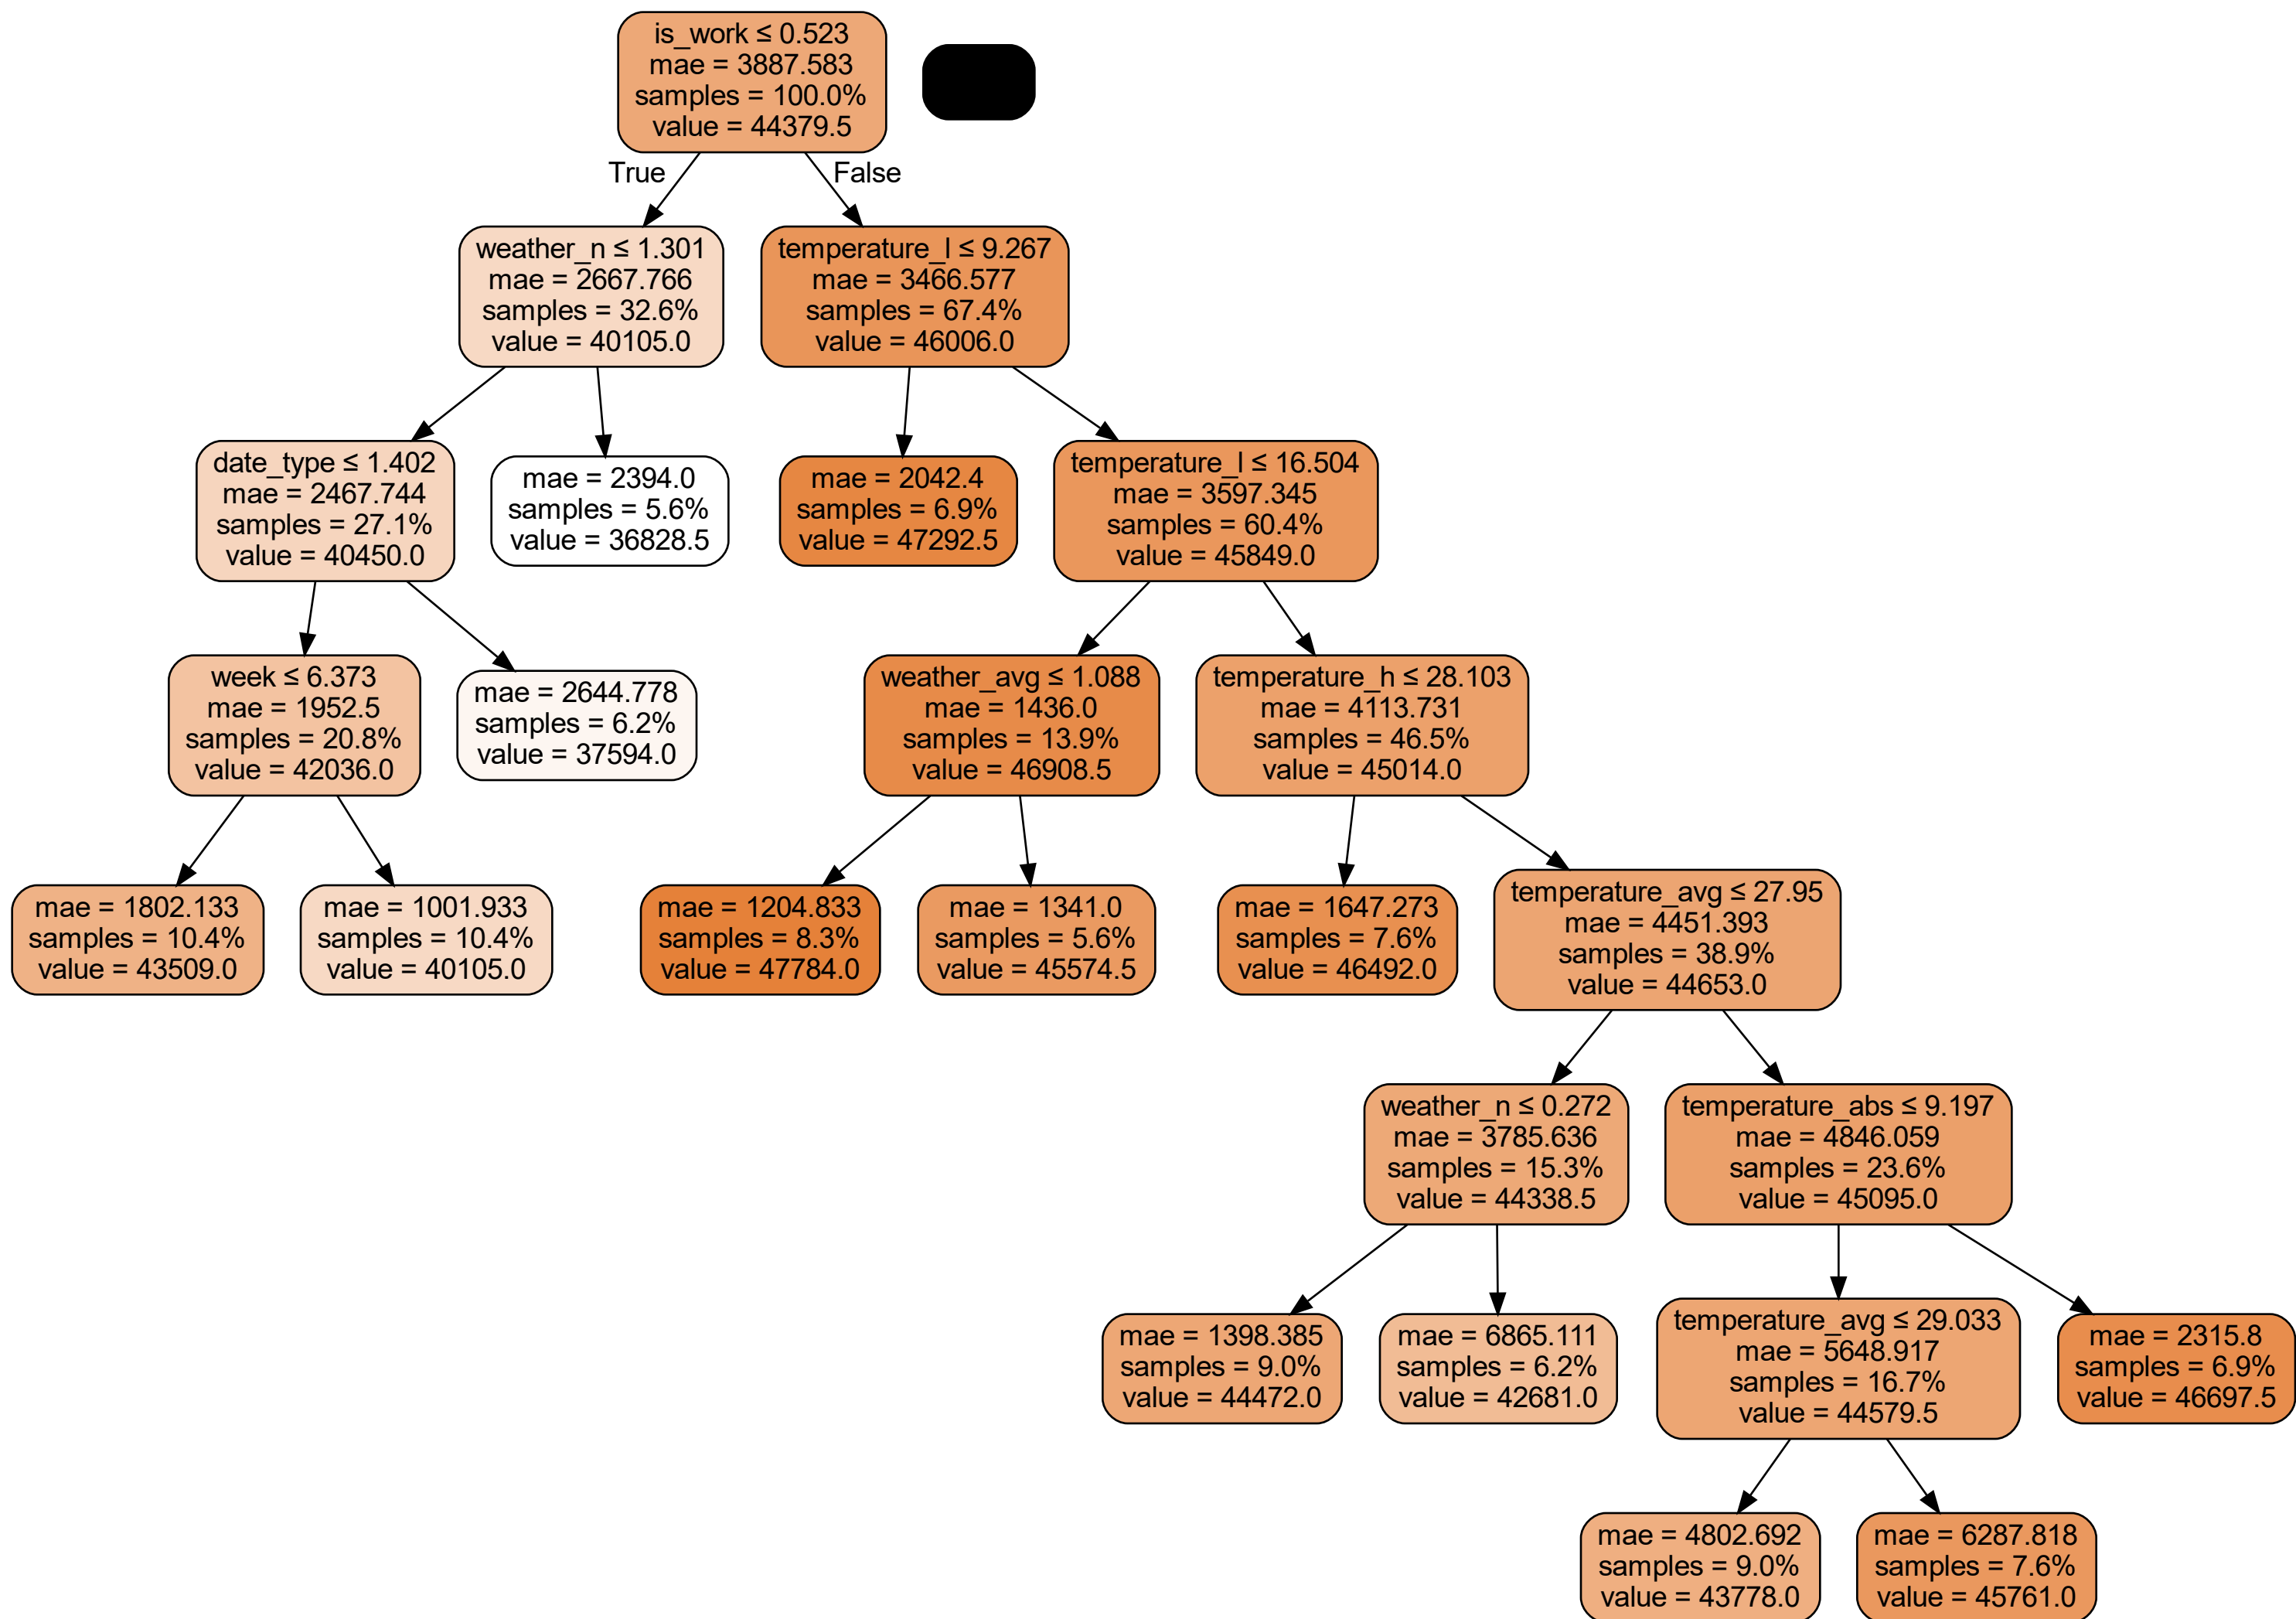 is_work ≤ 0.523
mae = 3887.583
samples = 100.0%
value = 44379.5
True
False
weather_n ≤ 1.301
mae = 2667.766
samples = 32.6%
value = 40105.0
temperature_l ≤ 9.267
mae = 3466.577
samples = 67.4%
value = 46006.0
date_type ≤ 1.402
mae = 2467.744
samples = 27.1%
value = 40450.0
mae = 2394.0
samples = 5.6%
value = 36828.5
mae = 2042.4
samples = 6.9%
value = 47292.5
temperature_l ≤ 16.504
mae = 3597.345
samples = 60.4%
value = 45849.0
week ≤ 6.373
mae = 1952.5
samples = 20.8%
value = 42036.0
mae = 2644.778
samples = 6.2%
value = 37594.0
weather_avg ≤ 1.088
mae = 1436.0
samples = 13.9%
value = 46908.5
temperature_h ≤ 28.103
mae = 4113.731
samples = 46.5%
value = 45014.0
mae = 1802.133
samples = 10.4%
value = 43509.0
mae = 1001.933
samples = 10.4%
value = 40105.0
mae = 1204.833
samples = 8.3%
value = 47784.0
mae = 1341.0
samples = 5.6%
value = 45574.5
mae = 1647.273
samples = 7.6%
value = 46492.0
temperature_avg ≤ 27.95
mae = 4451.393
samples = 38.9%
value = 44653.0
weather_n ≤ 0.272
mae = 3785.636
samples = 15.3%
value = 44338.5
temperature_abs ≤ 9.197
mae = 4846.059
samples = 23.6%
value = 45095.0
mae = 1398.385
samples = 9.0%
value = 44472.0
mae = 6865.111
samples = 6.2%
value = 42681.0
temperature_avg ≤ 29.033
mae = 5648.917
samples = 16.7%
value = 44579.5
mae = 2315.8
samples = 6.9%
value = 46697.5
mae = 4802.692
samples = 9.0%
value = 43778.0
mae = 6287.818
samples = 7.6%
value = 45761.0